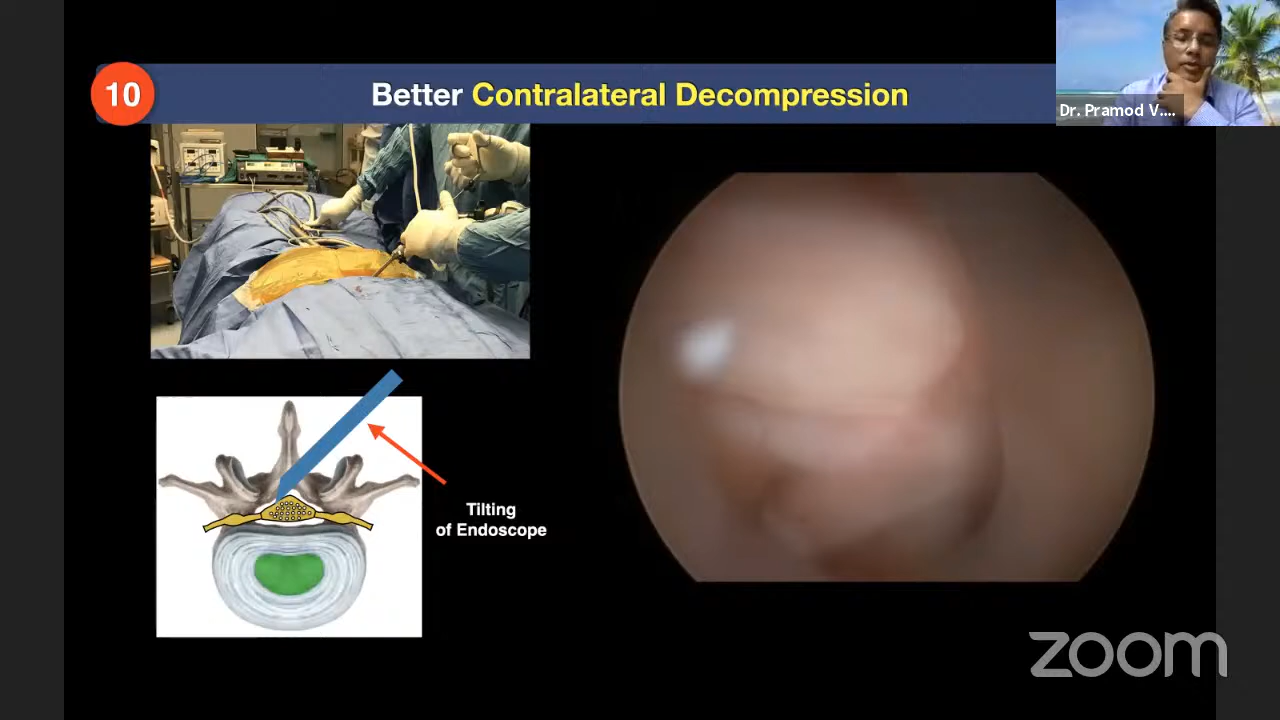 10
Better Contralateral Decompression
Dr. Pramod V....
Tilting
of Endoscope
zoom